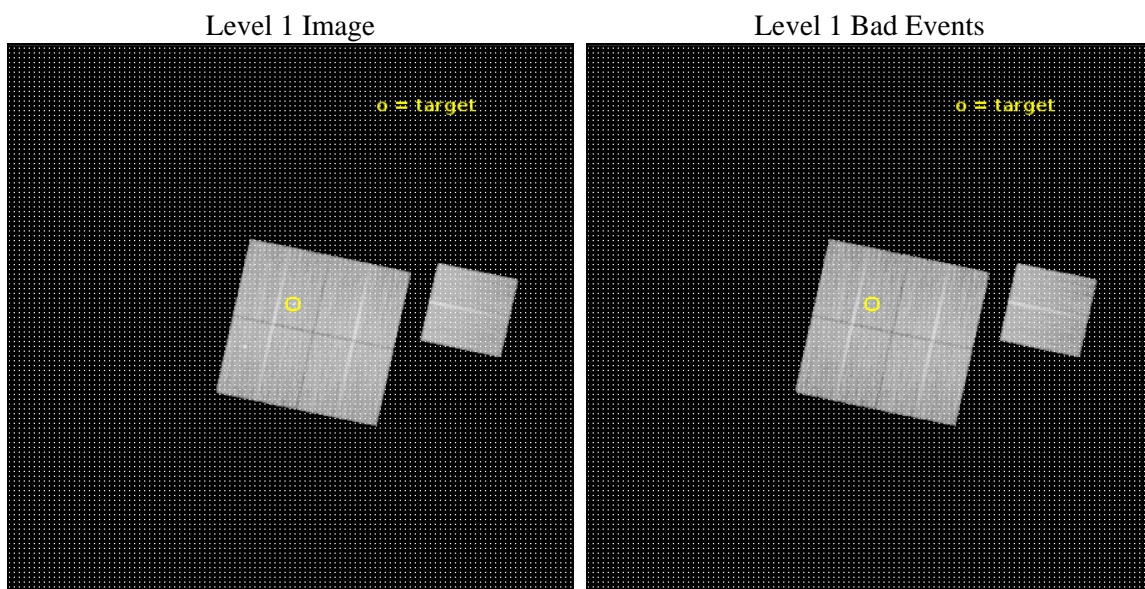 Level 1 Image
Level 1 Bad Events
o = target
o = target